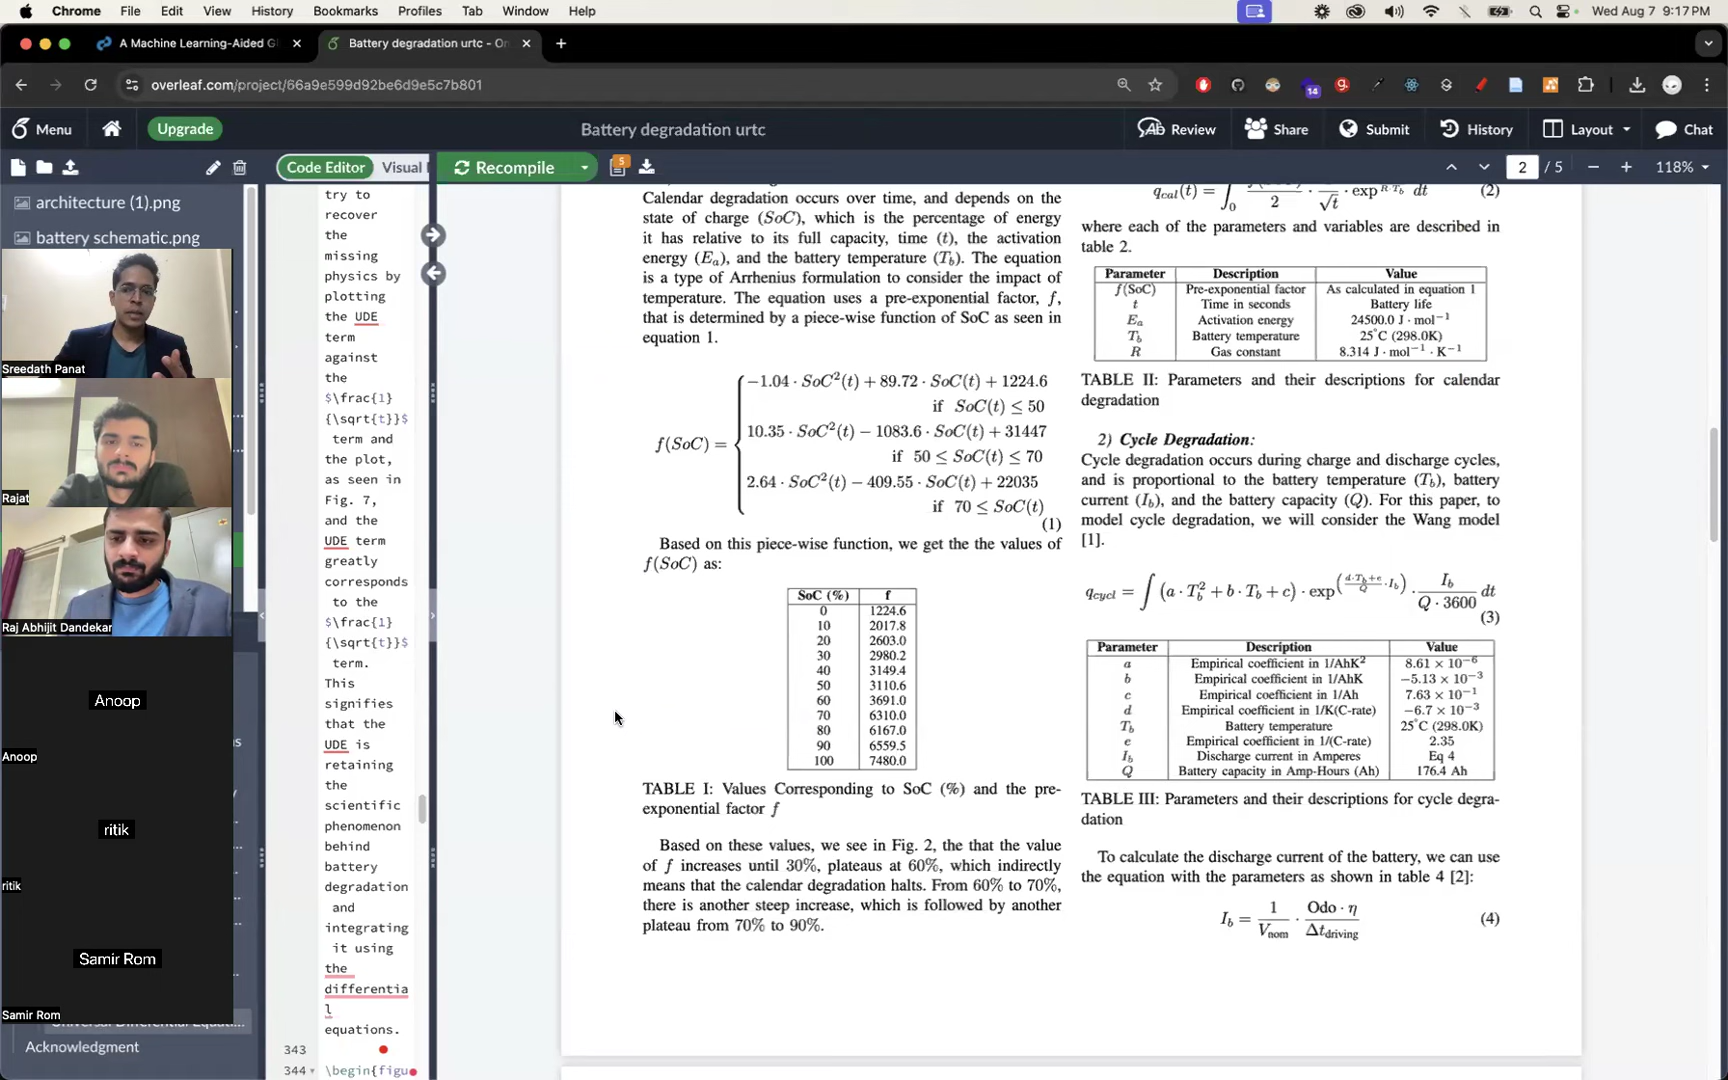 Chrome File Edit View History Bookmarks Profiles Tab Window Help
Wed Aug 7 9:17 PM
A Machine Learning-Aided G
Battery degradation urtc - On
overleaf.com/project/66a9e599d92be6d9e5c7b801
14
Menu
Upgrade
Battery degradation urtc
Review
Share
Submit
History
Layout
Chat
Code Editor
Visual
Recompile
5
2 / 5
118%
architecture (1).png
battery schematic.png
Sreedath Panat
Rajat
Raj Abhijit Dandekar
Anoop
Anoop
ritik
ritik
Samir Rom
Samir Rom
Acknowledgment
try to
recover
the
missing
physics by
plotting
the UDE
term
against
the
$\frac{1}
{\sqrt{t}}$
term and
the plot,
as seen in
Fig. 7,
and the
UDE term
greatly
corresponds
to the
$\frac{1}
{\sqrt{t}}$
term.
This
signifies
that the
UDE is
retaining
the
scientific
phenomenon
behind
battery
degradation
and
integrating
it using
the
differentia
l
equations.
343
344
\begin{figu
Calendar degradation occurs over time, and depends on the
state of charge (SoC), which is the percentage of energy
it has relative to its full capacity, time (t), the activation
energy (Ea), and the battery temperature (Tb). The equation
is a type of Arrhenius formulation to consider the impact of
temperature. The equation uses a pre-exponential factor, f,
that is determined by a piece-wise function of SoC as seen in
equation 1.
−1.04 · SoC²(t) + 89.72 · SoC(t) + 1224.6
if SoC(t) ≤ 50
10.35 · SoC²(t) − 1083.6 · SoC(t) + 31447
f(SoC) =
if 50 ≤ SoC(t) ≤ 70
2.64 · SoC²(t) − 409.55 · SoC(t) + 22035
if 70 ≤ SoC(t)
(1)
Based on this piece-wise function, we get the the values of
f(SoC) as:
SoC (%) f
0 1224.6
10 2017.8
20 2603.0
30 2980.2
40 3149.4
50 3110.6
60 3691.0
70 6310.0
80 6167.0
90 6559.5
100 7480.0
TABLE I: Values Corresponding to SoC (%) and the pre-
exponential factor f
Based on these values, we see in Fig. 2, the that the value
of f increases until 30%, plateaus at 60%, which indirectly
means that the calendar degradation halts. From 60% to 70%,
there is another steep increase, which is followed by another
plateau from 70% to 90%.
(2)
where each of the parameters and variables are described in
table 2.
Parameter Description Value
f(SoC) Pre-exponential factor As calculated in equation 1
t Time in seconds Battery life
Ea Activation energy 24500.0 J · mol⁻¹
Tb Battery temperature 25°C (298.0K)
R Gas constant 8.314 J · mol⁻¹ · K⁻¹
TABLE II: Parameters and their descriptions for calendar
degradation
2) Cycle Degradation:
Cycle degradation occurs during charge and discharge cycles,
and is proportional to the battery temperature (Tb), battery
current (Ib), and the battery capacity (Q). For this paper, to
model cycle degradation, we will consider the Wang model
[1].
qcycl = ∫ (a · Tb² + b · Tb + c) · exp^((d·Tb+e)/Q · Ib) · Ib/(Q · 3600) dt
(3)
Parameter Description Value
a Empirical coefficient in 1/AhK² 8.61 × 10⁻⁶
b Empirical coefficient in 1/AhK −5.13 × 10⁻³
c Empirical coefficient in 1/Ah 7.63 × 10⁻¹
d Empirical coefficient in 1/K(C-rate) −6.7 × 10⁻³
Tb Battery temperature 25°C (298.0K)
e Empirical coefficient in 1/(C-rate) 2.35
Ib Discharge current in Amperes Eq 4
Q Battery capacity in Amp-Hours (Ah) 176.4 Ah
TABLE III: Parameters and their descriptions for cycle degra-
dation
To calculate the discharge current of the battery, we can use
the equation with the parameters as shown in table 4 [2]:
Ib = 1/Vnom · Odo · η/Δtdriving (4)